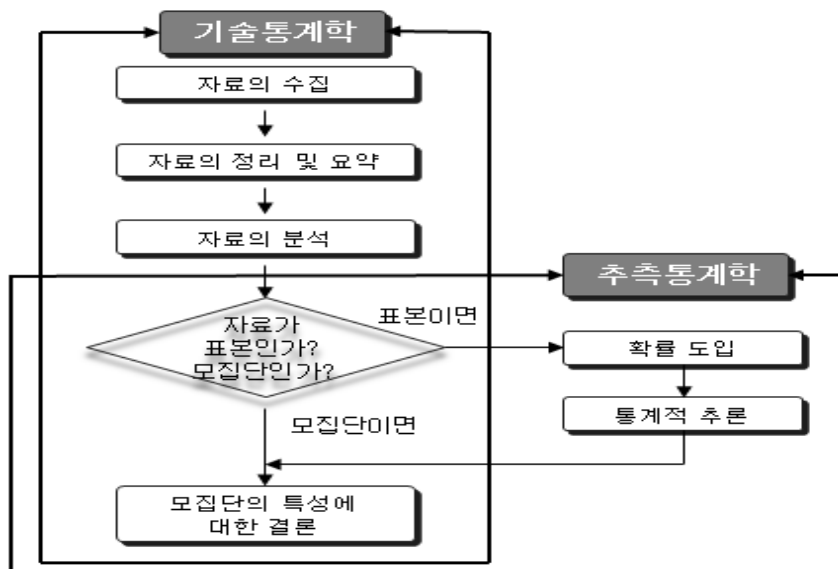 기술통계학
자료의 수집
자료의 정리 및 요약
자료의 분석
추측통계학
자료가
표본인가?
모집단인가?
표본이면
확률 도입
통계적 추론
모집단이면
모집단의 특성에
대한 결론